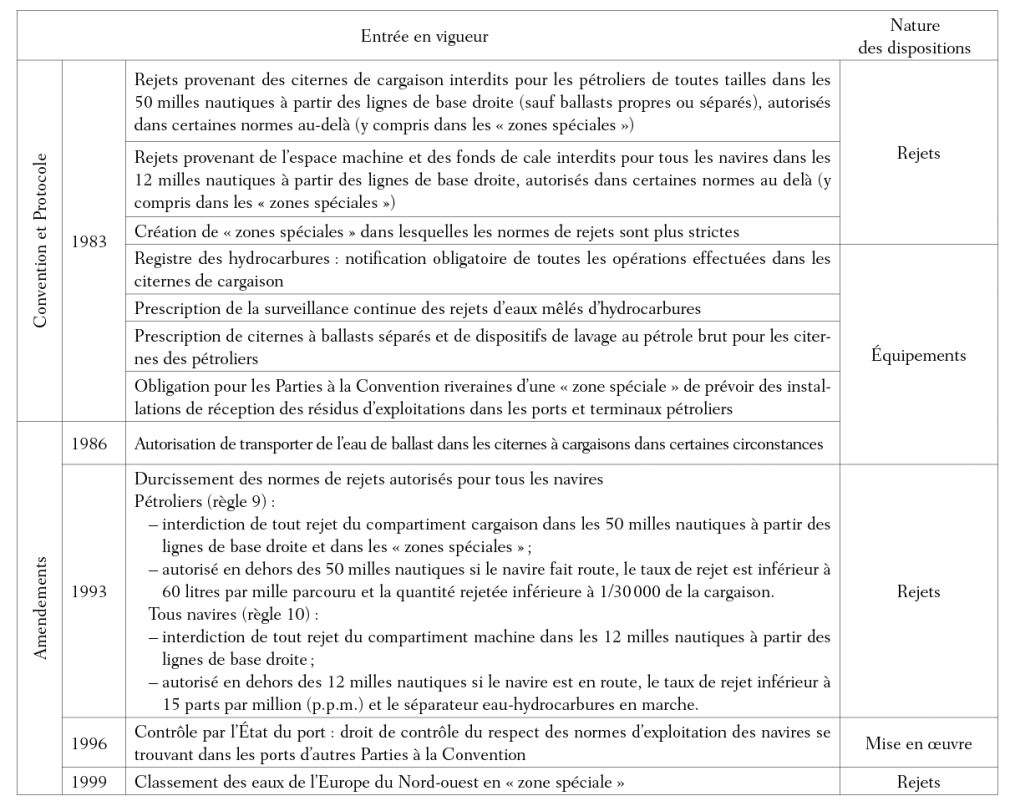 Entrée en vigueur
Nature
des dispositions
Convention et Protocole
1983
Rejets provenant des citernes de cargaison interdits pour les pétroliers de toutes tailles dans les
50 milles nautiques à partir des lignes de base droite (sauf ballasts propres ou séparés), autorisés
dans certaines normes au-delà (y compris dans les « zones spéciales »)
Rejets provenant de l'espace machine et des fonds de cale interdits pour tous les navires dans les
12 milles nautiques à partir des lignes de base droite, autorisés dans certaines normes au delà (y
compris dans les « zones spéciales »)
Création de « zones spéciales » dans lesquelles les normes de rejets sont plus strictes
Rejets
Registre des hydrocarbures : notification obligatoire de toutes les opérations effectuées dans les
citernes de cargaison
Prescription de la surveillance continue des rejets d'eaux mêlés d'hydrocarbures
Prescription de citernes à ballasts séparés et de dispositifs de lavage au pétrole brut pour les citer-
nes des pétroliers
Obligation pour les Parties à la Convention riveraines d'une « zone spéciale » de prévoir des instal-
lations de réception des résidus d'exploitations dans les ports et terminaux pétroliers
Équipements
Amendements
1986
Autorisation de transporter de l'eau de ballast dans les citernes à cargaisons dans certaines circonstances
1993
Durcissement des normes de rejets autorisés pour tous les navires
Pétroliers (règle 9) :
– interdiction de tout rejet du compartiment cargaison dans les 50 milles nautiques à partir des
lignes de base droite et dans les « zones spéciales » ;
– autorisé en dehors des 50 milles nautiques si le navire fait route, le taux de rejet est inférieur à
60 litres par mille parcouru et la quantité rejetée inférieure à 1/30 000 de la cargaison.
Tous navires (règle 10) :
– interdiction de tout rejet du compartiment machine dans les 12 milles nautiques à partir des
lignes de base droite ;
– autorisé en dehors des 12 milles nautiques si le navire est en route, le taux de rejet inférieur à
15 parts par million (p.p.m.) et le séparateur eau-hydrocarbures en marche.
Rejets
1996
Contrôle par l'État du port : droit de contrôle du respect des normes d'exploitation des navires se
trouvant dans les ports d'autres Parties à la Convention
Mise en œuvre
1999
Classement des eaux de l'Europe du Nord-ouest en « zone spéciale »
Rejets